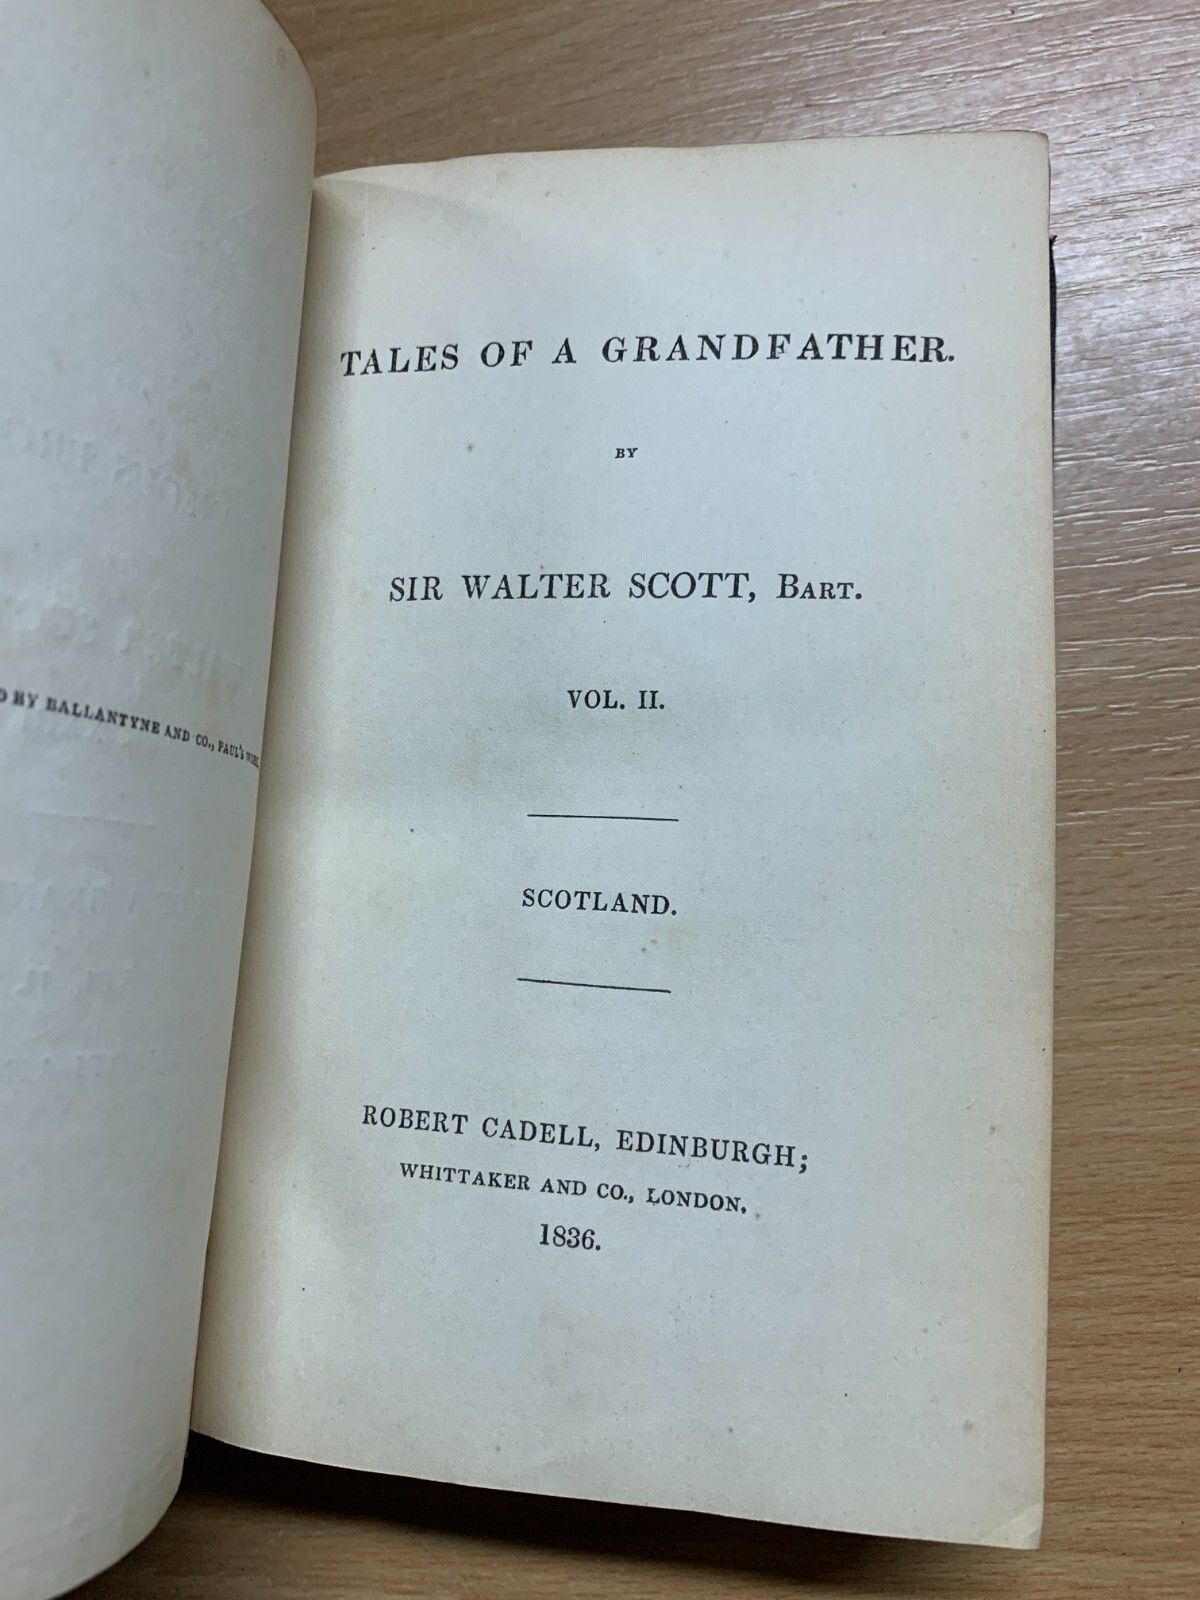 D BY BALLANTYNE AND CO., PAUL'S
TALES OF A GRANDFATHER.
BY
SIR WALTER SCOTT, BART.
VOL. II.
SCOTLAND.
ROBERT CADELL, EDINBURGH;
WHITTAKER AND CO., LONDON.
1836.